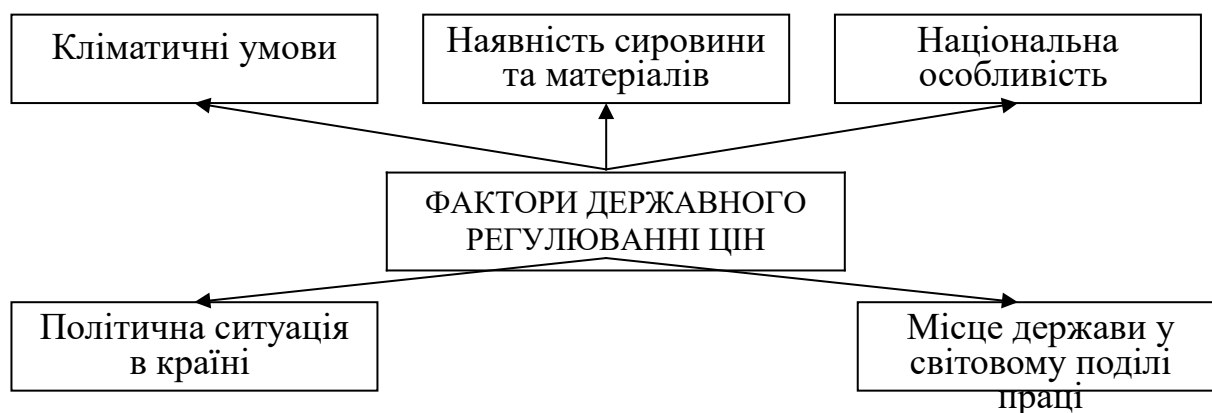 Кліматичні умови
Наявність сировини
та матеріалів
Національна
особливість
ФАКТОРИ ДЕРЖАВНОГО
РЕГУЛЮВАННІ ЦІН
Політична ситуація
в країні
Місце держави у
світовому поділі
праці